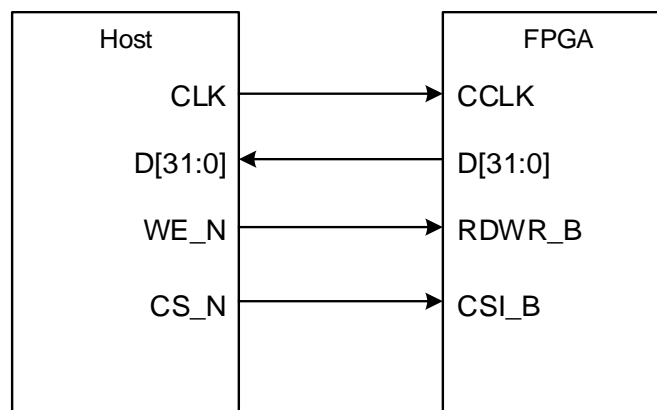 Host FPGA
CLK CCLK
D[31:0] D[31:0]
WE_N RDWR_B
CS_N CSI_B